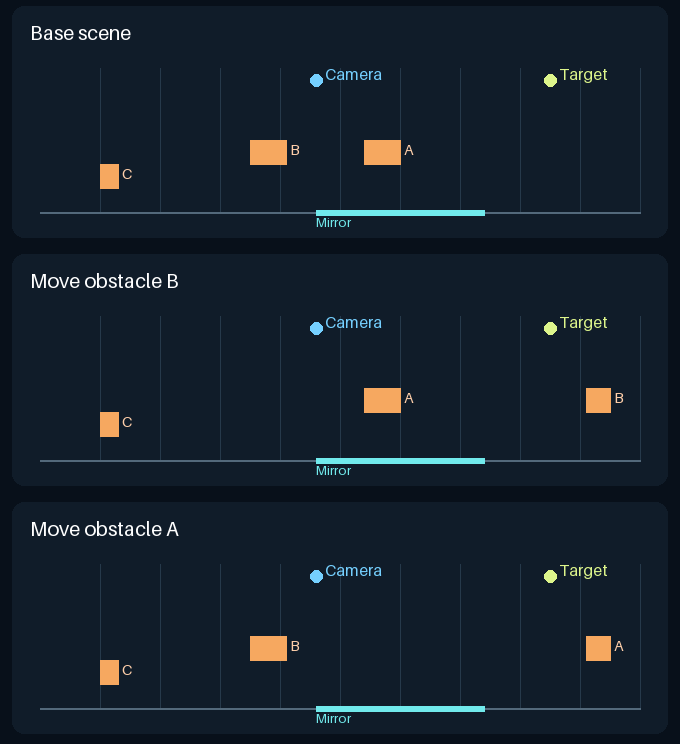 Base scene
Camera
Target
B
A
C
Mirror
Move obstacle B
Camera
Target
A
B
C
Mirror
Move obstacle A
Camera
Target
B
A
C
Mirror